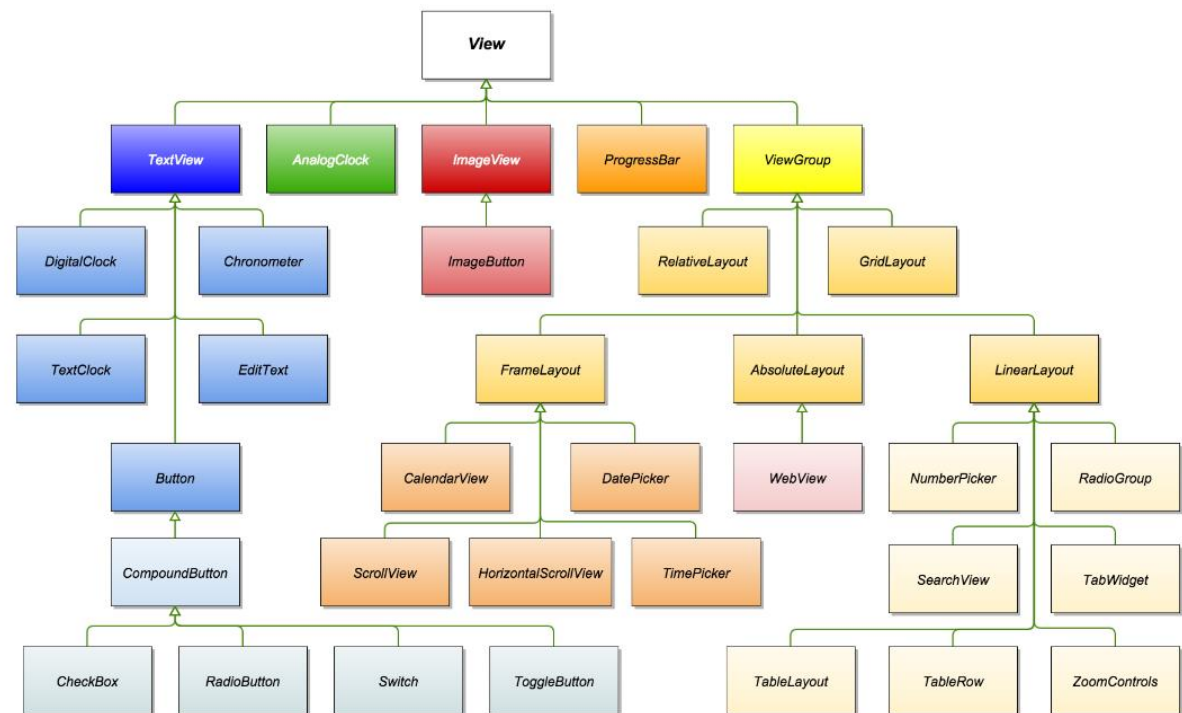 View
TextView
AnalogClock
ImageView
ProgressBar
ViewGroup
DigitalClock
Chronometer
ImageButton
RelativeLayout
GridLayout
TextClock
EditText
FrameLayout
AbsoluteLayout
LinearLayout
Button
CalendarView
DatePicker
WebView
NumberPicker
RadioGroup
CompoundButton
ScrollView
HorizontalScrollView
TimePicker
SearchView
TabWidget
CheckBox
RadioButton
Switch
ToggleButton
TableLayout
TableRow
ZoomControls